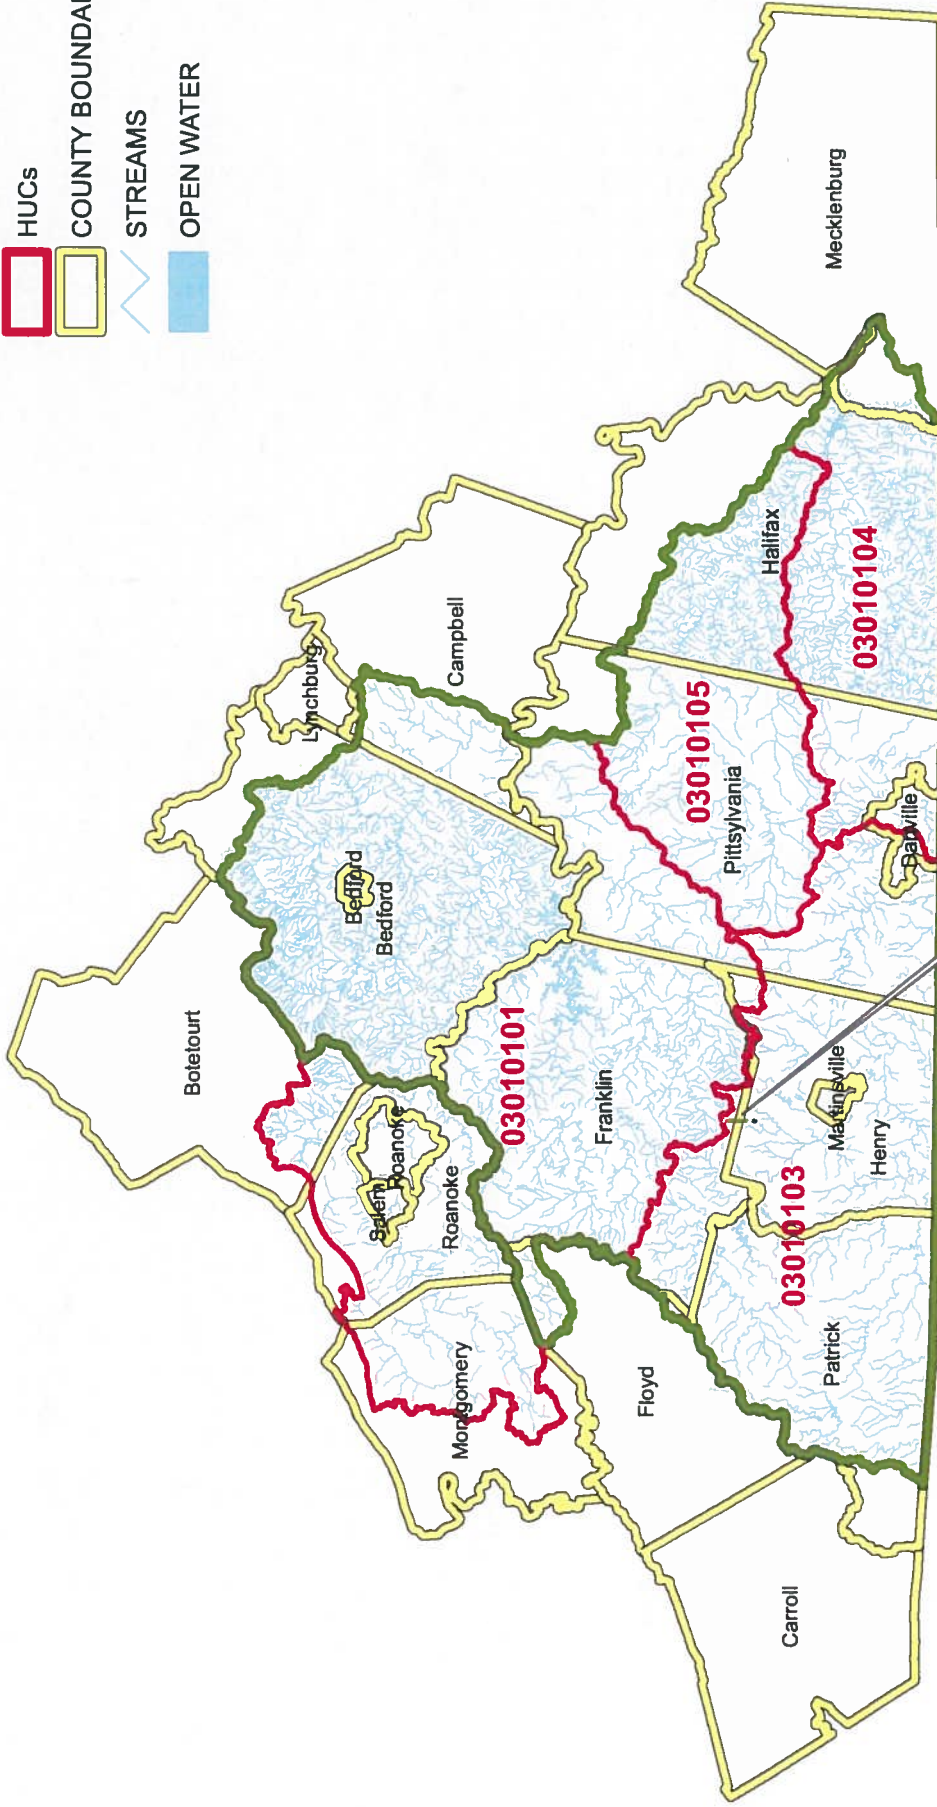 HUCs
COUNTY BOUNDA
STREAMS
OPEN WATER
Botetourt
Lynchburg
Bedford
Bedford
Campbell
Salem
Roanoke
Roanoke
Montgomery
03010101
Franklin
Floyd
03010105
Pittsylvania
Halifax
Mecklenburg
03010104
Danville
Martinsville
Henry
03010103
Patrick
Carroll